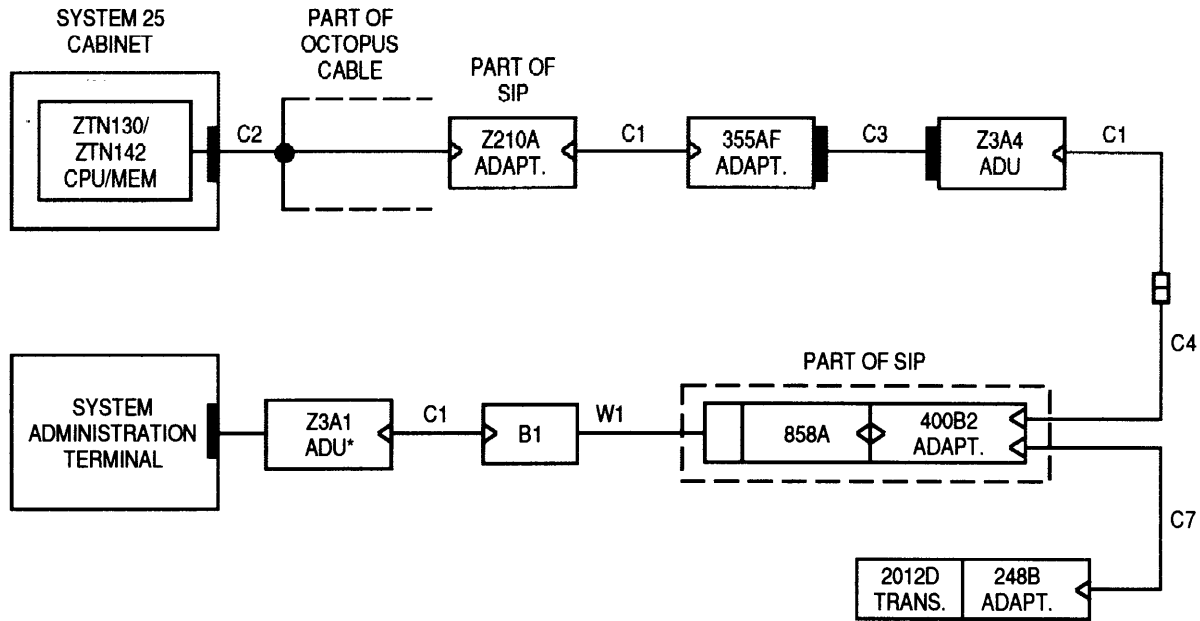 SYSTEM 25
CABINET
PART OF
OCTOPUS
CABLE
PART OF
SIP
ZTN130/
ZTN142
CPU/MEM
C2
Z210A
ADAPT.
C1
355AF
ADAPT.
C3
Z3A4
ADU
C1
C4
PART OF SIP
SYSTEM
ADMINISTRATION
TERMINAL
Z3A1
ADU*
C1
B1
W1
858A
400B2
ADAPT.
C7
2012D
TRANS.
248B
ADAPT.